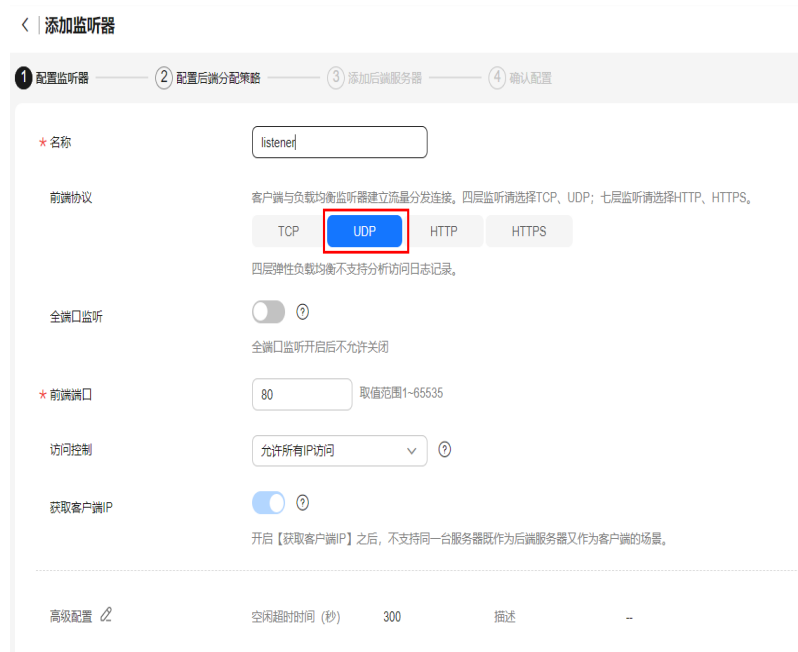 添加监听器
1 配置监听器 2 配置后端分配策略 3 添加后端服务器 4 确认配置
* 名称 listener
前端协议 客户端与负载均衡监听器建立流量分发连接。四层监听请选择TCP、UDP；七层监听请选择HTTP、HTTPS。
TCP UDP HTTP HTTPS
四层弹性负载均衡不支持分析访问日志记录。
全端口监听 ?
全端口监听开启后不允许关闭
* 前端端口 80 取值范围1~65535
访问控制 允许所有IP访问 ?
获取客户端IP ?
开启【获取客户端IP】之后，不支持同一台服务器既作为后端服务器又作为客户端的场景。
高级配置 空闲超时时间（秒） 300 描述 --